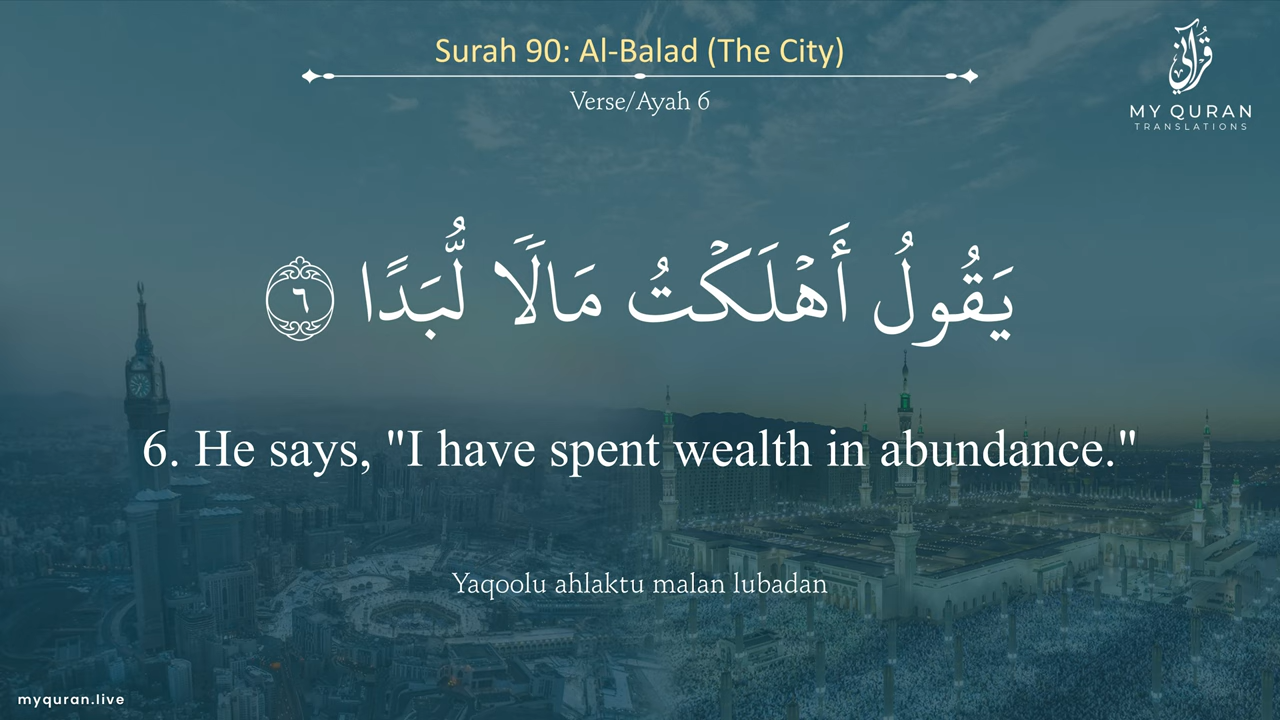 Surah 90: Al-Balad (The City)
Verse/Ayah 6
قرآني
MY QURAN
TRANSLATIONS
يَقُولُ أَهْلَكْتُ مَالًا لُّبَدًا ٦
6. He says, "I have spent wealth in abundance."
Yaqoolu ahlaktu malan lubadan
myquran.live